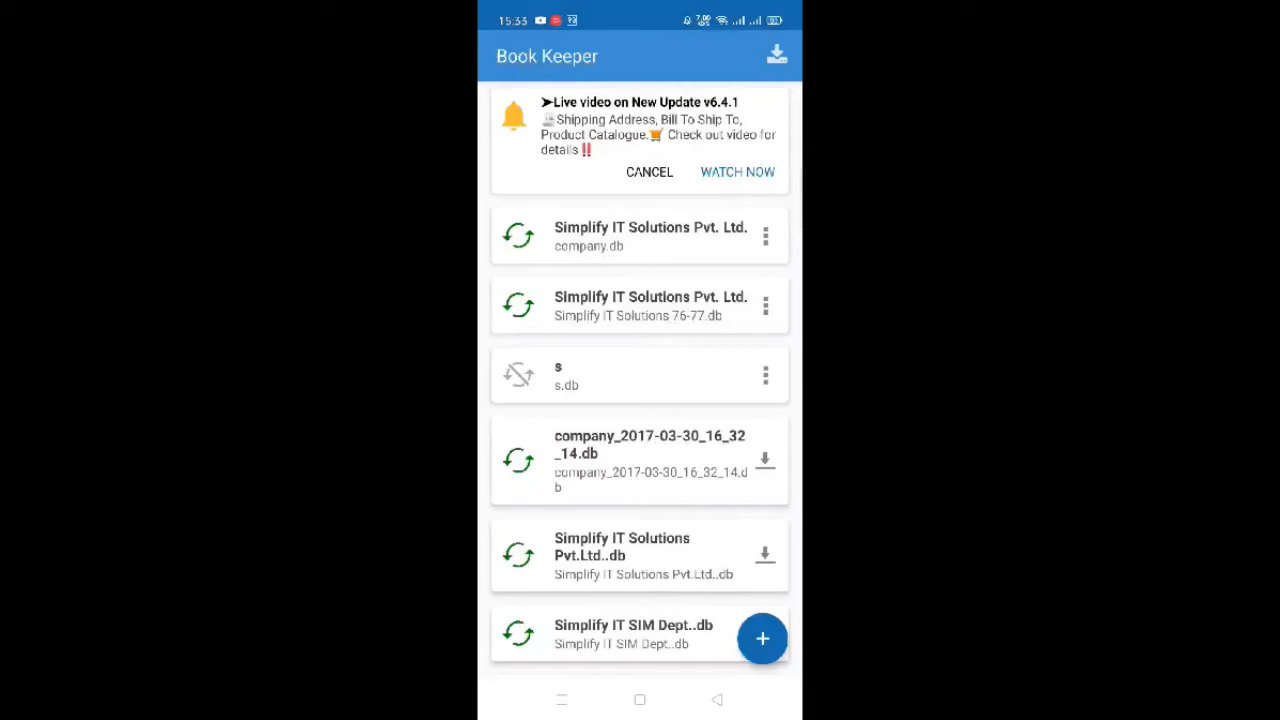 15:33
7.00 KB/S
Book Keeper
➤Live video on New Update v6.4.1
Shipping Address, Bill To Ship To,
Product Catalogue.🛒 Check out video for
details‼️
CANCEL WATCH NOW
Simplify IT Solutions Pvt. Ltd.
company.db
Simplify IT Solutions Pvt. Ltd.
Simplify IT Solutions 76-77.db
s
s.db
company_2017-03-30_16_32
_14.db
company_2017-03-30_16_32_14.d
b
Simplify IT Solutions
Pvt.Ltd..db
Simplify IT Solutions Pvt.Ltd..db
Simplify IT SIM Dept..db
Simplify IT SIM Dept..db